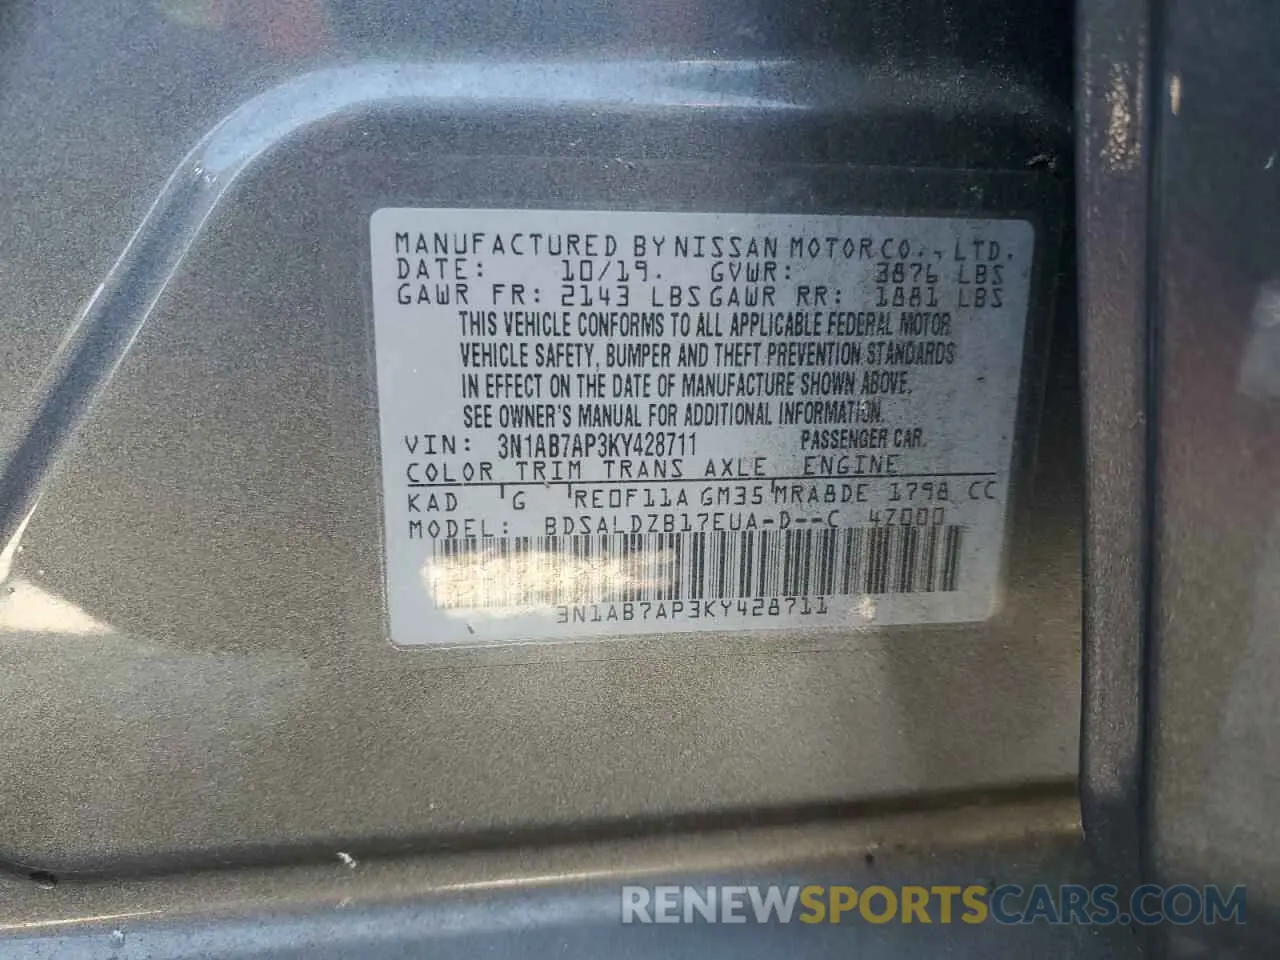 MANUFACTURED BY NISSAN MOTOR CO., LTD.
DATE: 10/19. GVWR: 3876 LBS
GAWR FR: 2143 LBS GAWR RR: 1881 LBS
THIS VEHICLE CONFORMS TO ALL APPLICABLE FEDERAL MOTOR
VEHICLE SAFETY, BUMPER AND THEFT PREVENTION STANDARDS
IN EFFECT ON THE DATE OF MANUFACTURE SHOWN ABOVE.
SEE OWNER'S MANUAL FOR ADDITIONAL INFORMATION.
VIN: 3N1AB7AP3KY428711 PASSENGER CAR.
COLOR TRIM TRANS AXLE ENGINE
KAD G RE0F11A GM35 MRA8DE 1798 CC
MODEL: BDSALDZB17EUA-D--C 4Z000
3N1AB7AP3KY428711
RENEWSPORTSCARS.COM